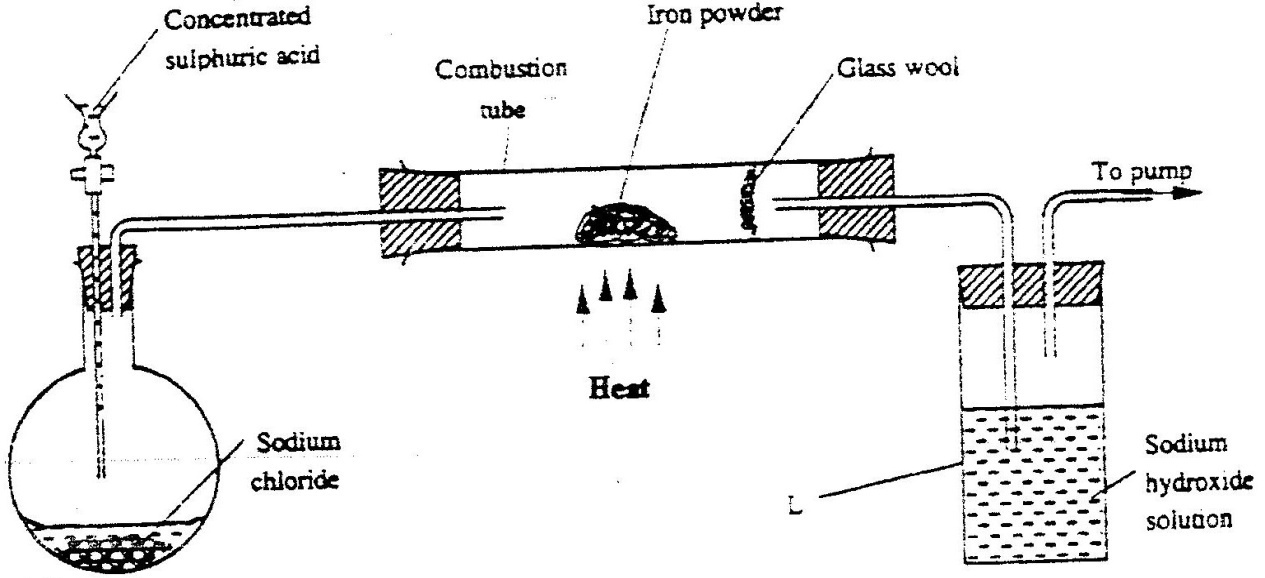 Concentrated
sulphuric acid
Iron powder
Combustion
tube
Glass wool
To pump
Heat
Sodium
chloride
L
Sodium
hydroxide
solution